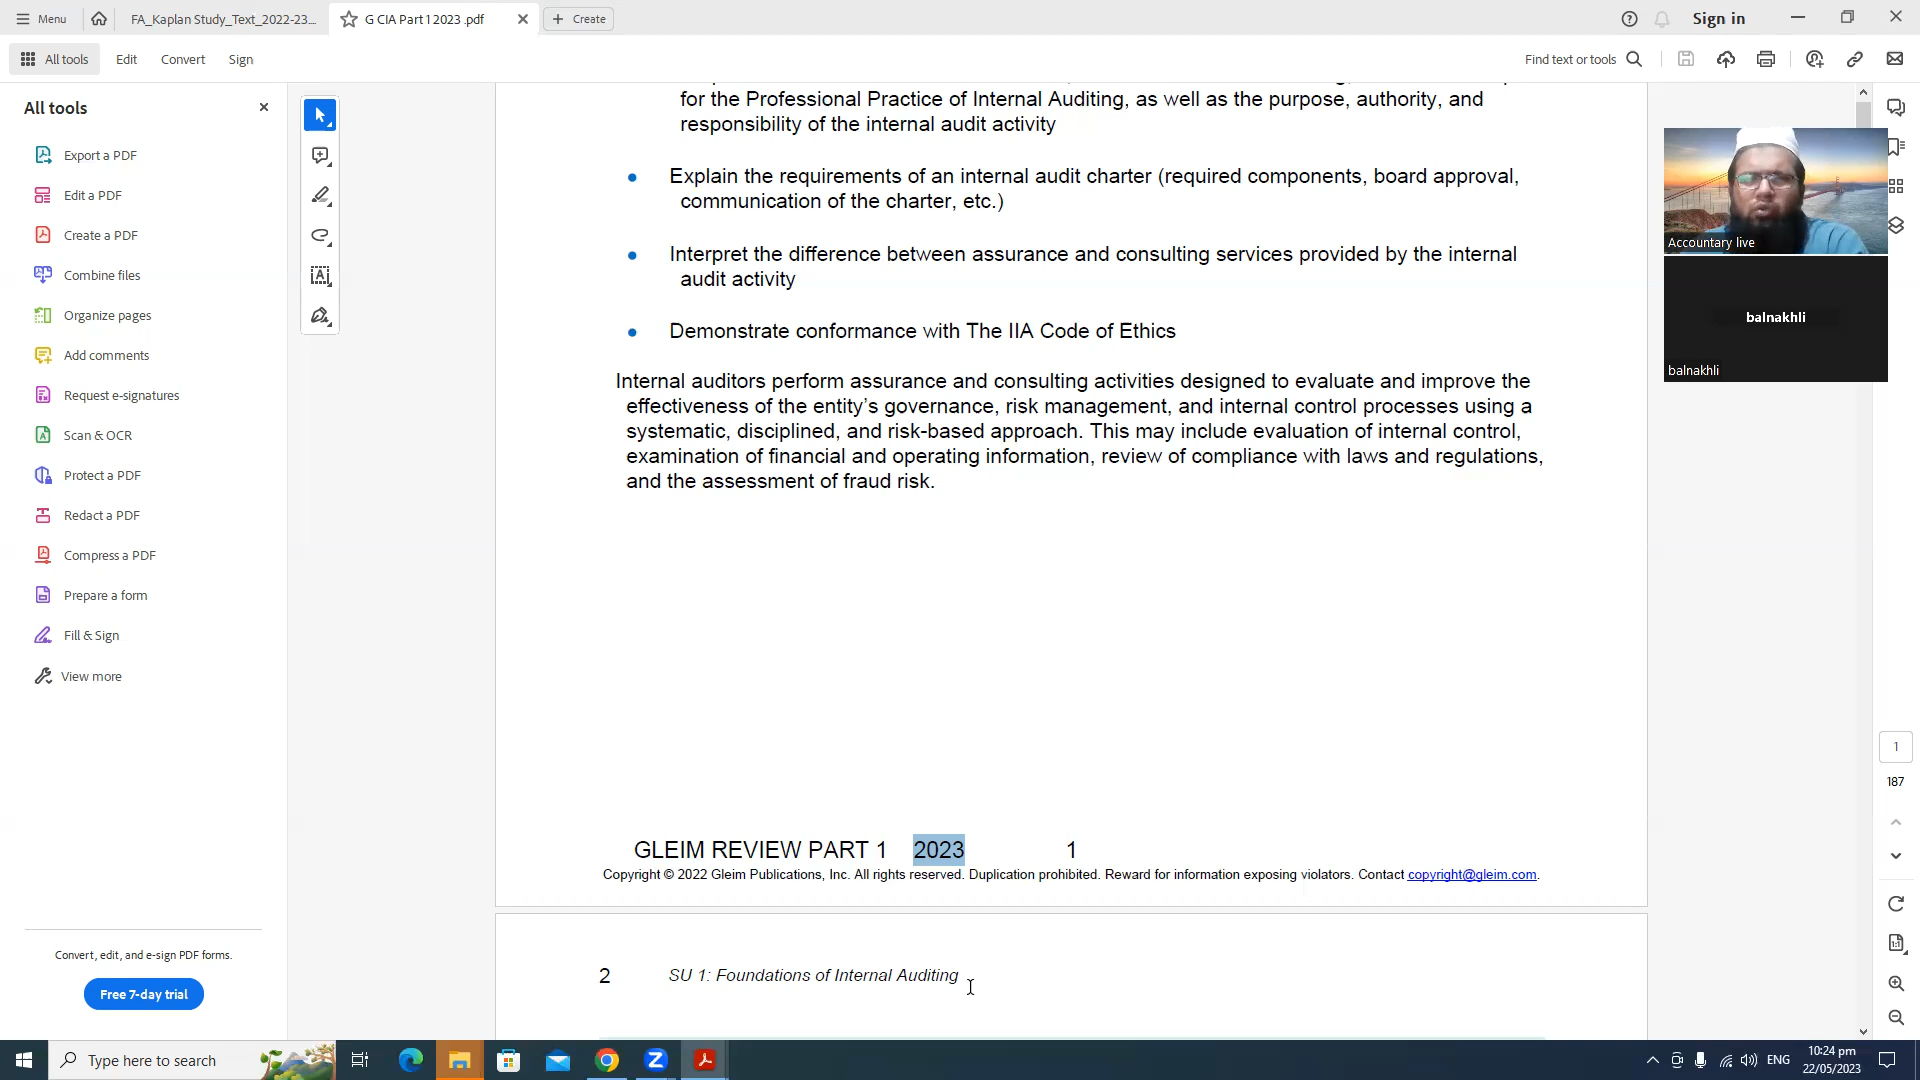 Menu
FA_Kaplan Study_Text_2022-23...
G CIA Part 1 2023 .pdf
Create
Sign in
All tools
Edit
Convert
Sign
Find text or tools
All tools
Export a PDF
Edit a PDF
Create a PDF
Combine files
Organize pages
Add comments
Request e-signatures
Scan & OCR
Protect a PDF
Redact a PDF
Compress a PDF
Prepare a form
Fill & Sign
View more
Convert, edit, and e-sign PDF forms.
Free 7-day trial
for the Professional Practice of Internal Auditing, as well as the purpose, authority, and
responsibility of the internal audit activity
• Explain the requirements of an internal audit charter (required components, board approval,
communication of the charter, etc.)
• Interpret the difference between assurance and consulting services provided by the internal
audit activity
• Demonstrate conformance with The IIA Code of Ethics
Internal auditors perform assurance and consulting activities designed to evaluate and improve the
effectiveness of the entity's governance, risk management, and internal control processes using a
systematic, disciplined, and risk-based approach. This may include evaluation of internal control,
examination of financial and operating information, review of compliance with laws and regulations,
and the assessment of fraud risk.
GLEIM REVIEW PART 1 2023 1
Copyright © 2022 Gleim Publications, Inc. All rights reserved. Duplication prohibited. Reward for information exposing violators. Contact copyright@gleim.com.
2 SU 1: Foundations of Internal Auditing
Accountary live
balnakhli
balnakhli
1
187
Type here to search
ENG
10:24 pm
22/05/2023